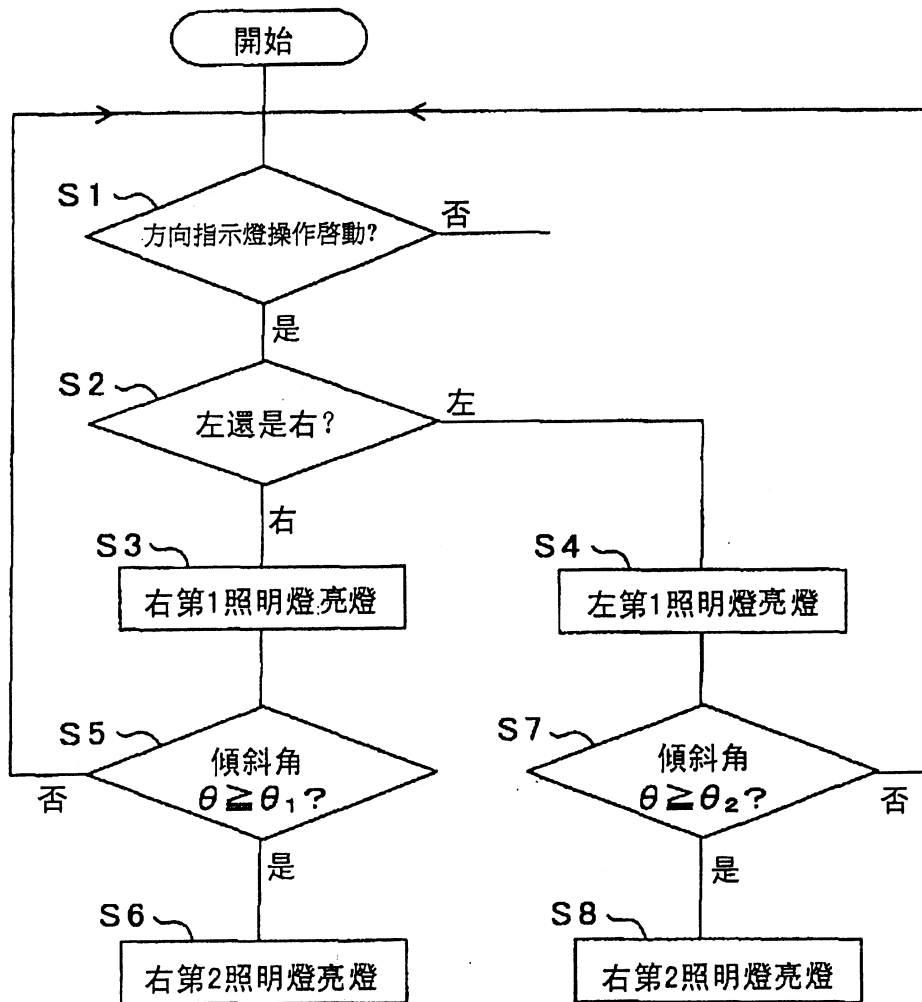 開始
S1
方向指示燈操作啓動?
否
是
S2
左還是右?
左
右
S3
右第1照明燈亮燈
S4
左第1照明燈亮燈
S5
傾斜角
θ≧θ₁?
否
是
S7
傾斜角
θ≧θ₂?
否
是
S6
右第2照明燈亮燈
S8
右第2照明燈亮燈